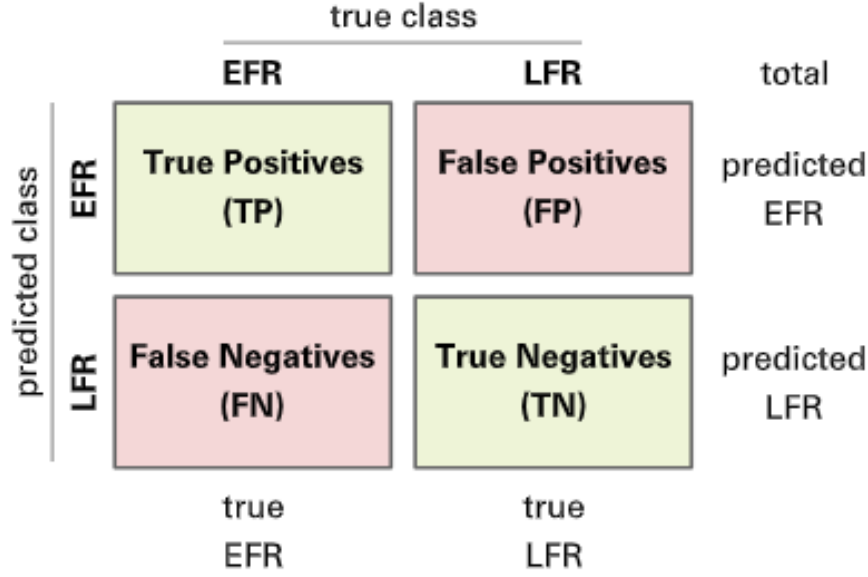 true class
EFR LFR total
predicted class
EFR
True Positives
(TP)
False Positives
(FP)
predicted
EFR
LFR
False Negatives
(FN)
True Negatives
(TN)
predicted
LFR
true
EFR
true
LFR